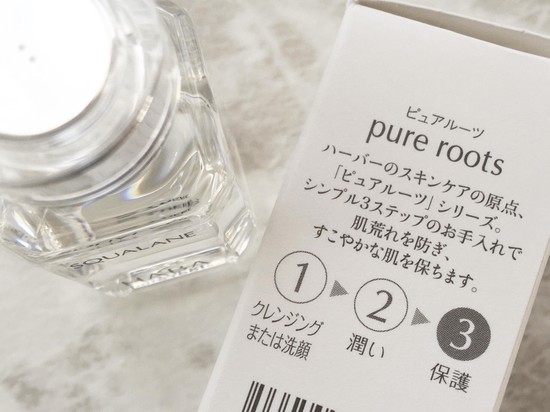 SQUALANE
HABA
ピュアルーツ
pure roots
ハーバーのスキンケアの原点、
「ピュアルーツ」シリーズ。
シンプル3ステップのお手入れで
肌荒れを防ぎ、
すこやかな肌を保ちます。
1 2 3
クレンジング
または洗顔
潤い
保護